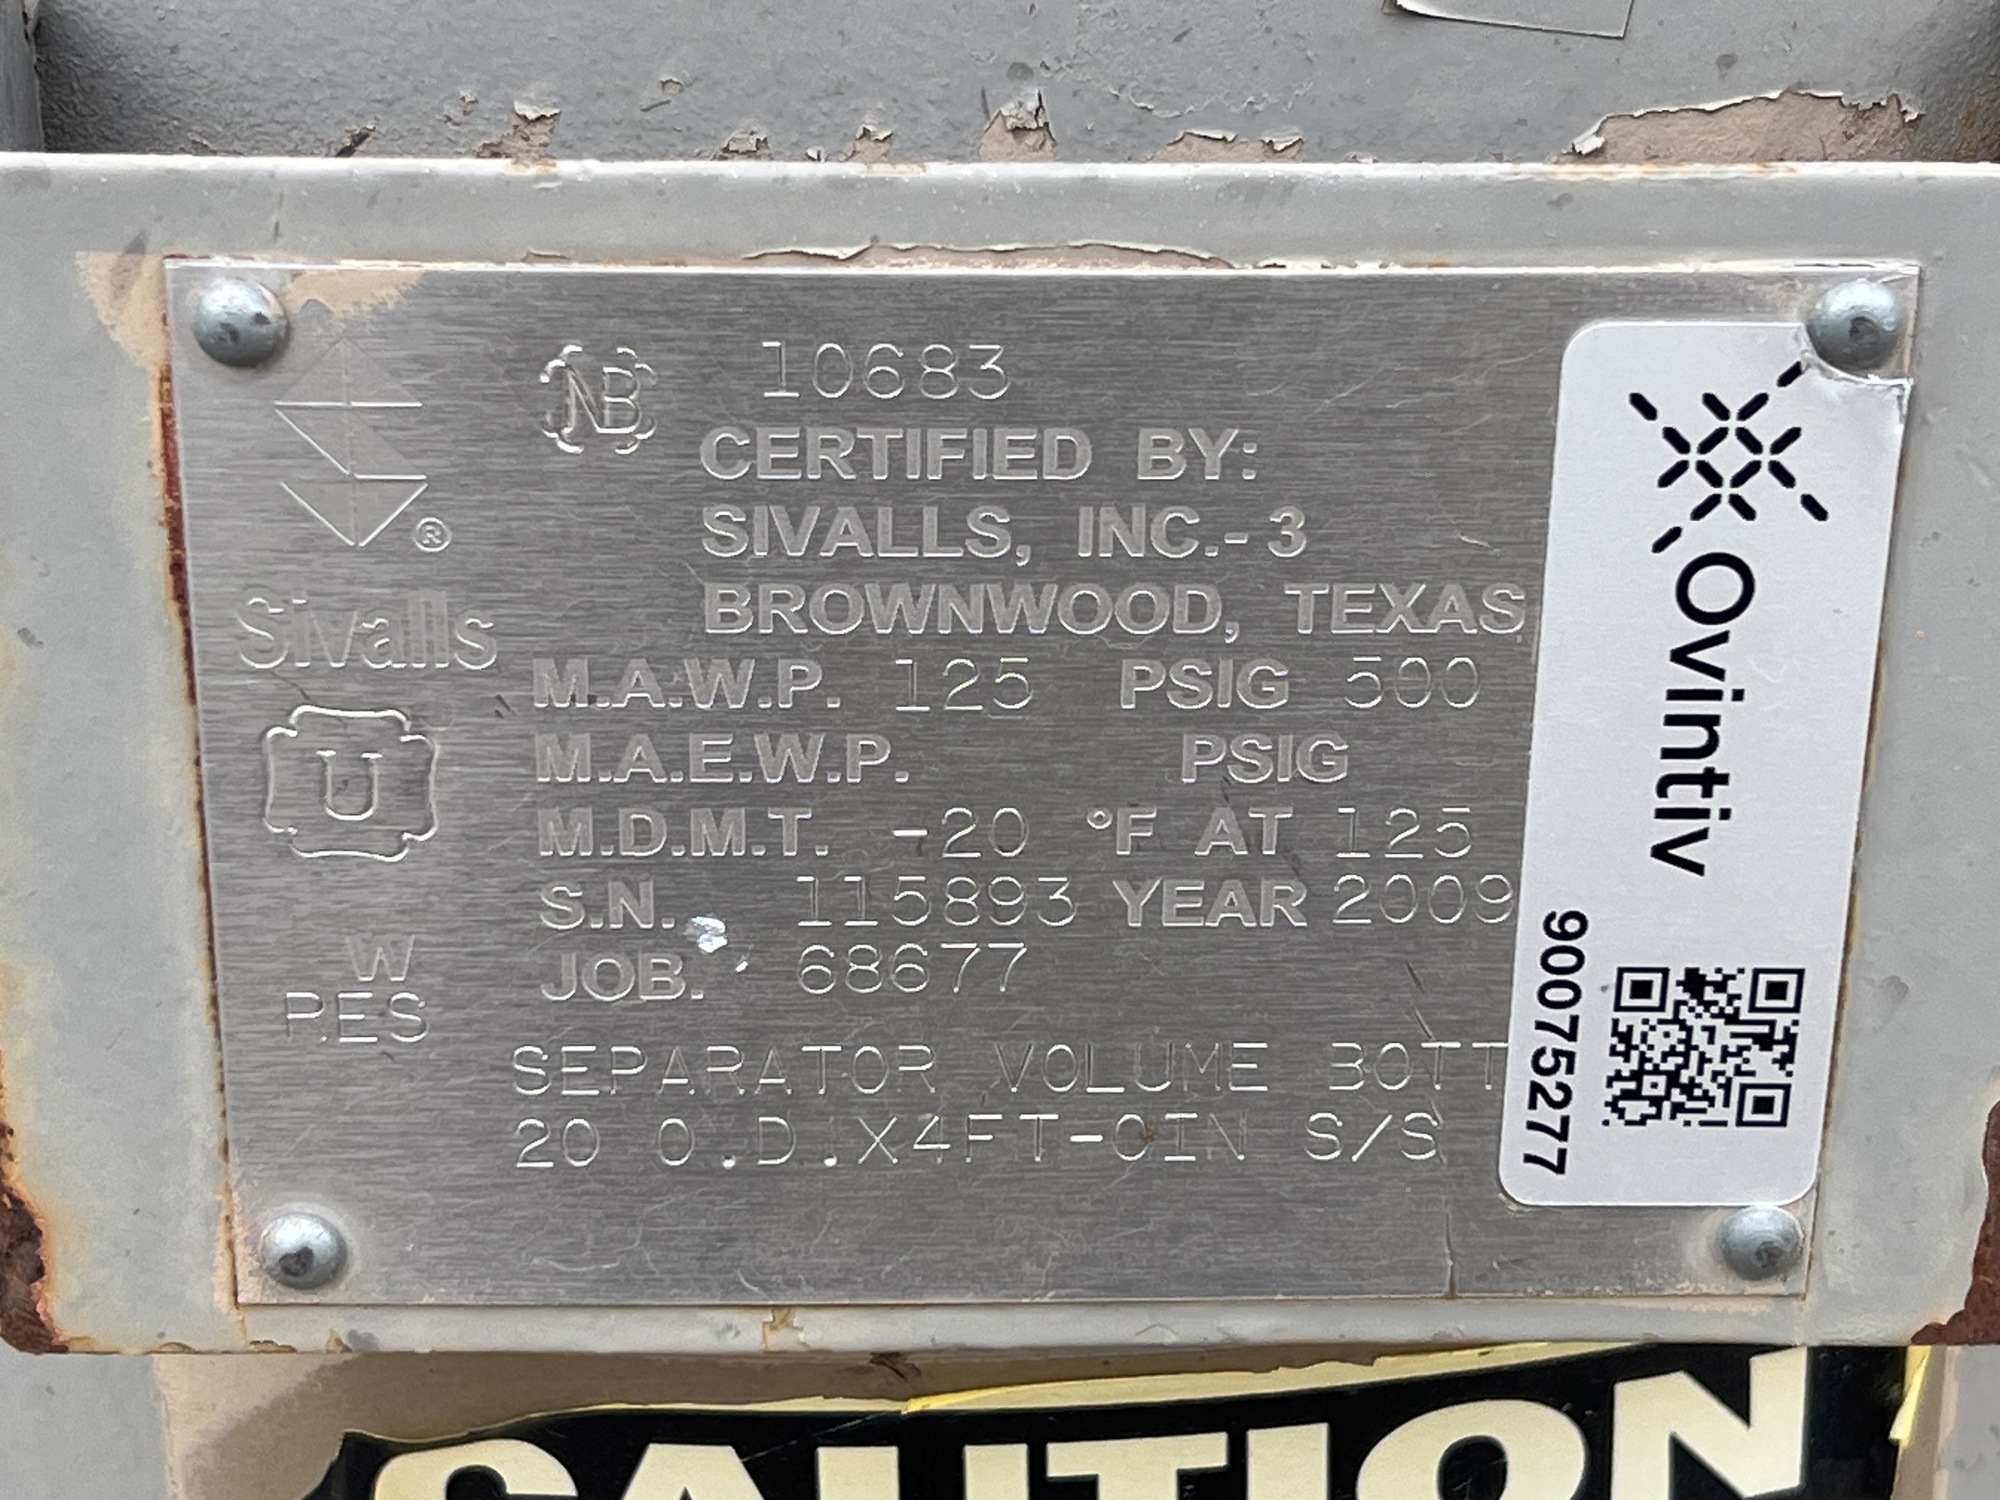 NB 10683
CERTIFIED BY:
SIVALLS, INC.-3
BROWNWOOD, TEXAS
®
Sivalls
M.A.W.P. 125 PSIG 500
M.A.E.W.P. PSIG
M.D.M.T. -20 °F AT 125
S.N. 115893 YEAR 2009
JOB. 68677
U
W
RES
SEPARATOR VOLUME BOTT
20 O.D.X4FT-0IN S/S
Ovintiv
90075277
CAUTION